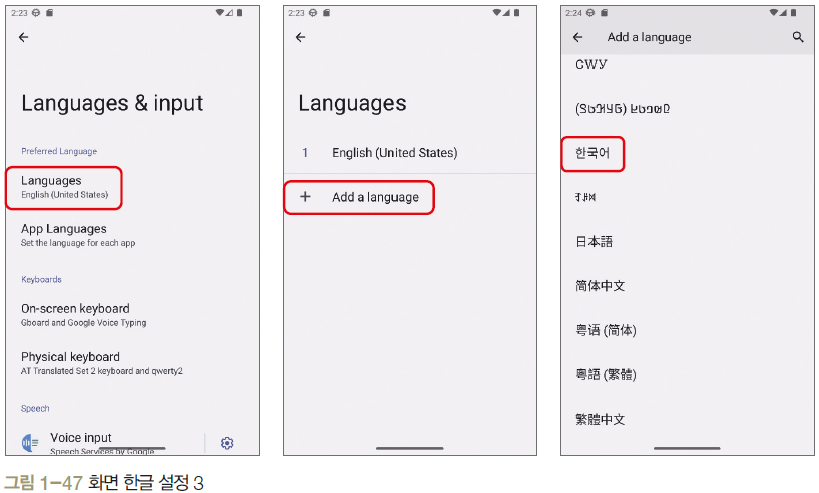 2:23
Languages & input
Preferred Language
Languages
English (United States)
App Languages
Set the language for each app
Keyboards
On-screen keyboard
Gboard and Google Voice Typing
Physical keyboard
AT Translated Set 2 keyboard and qwerty2
Speech
Voice input
Speech Services by Google
2:23
Languages
1 English (United States)
+ Add a language
2:24
Add a language
ᏣᎳᎩ
한국어
日本語
简体中文
粤语 (简体)
粵語 (繁體)
繁體中文
그림 1-47 화면 한글 설정 3